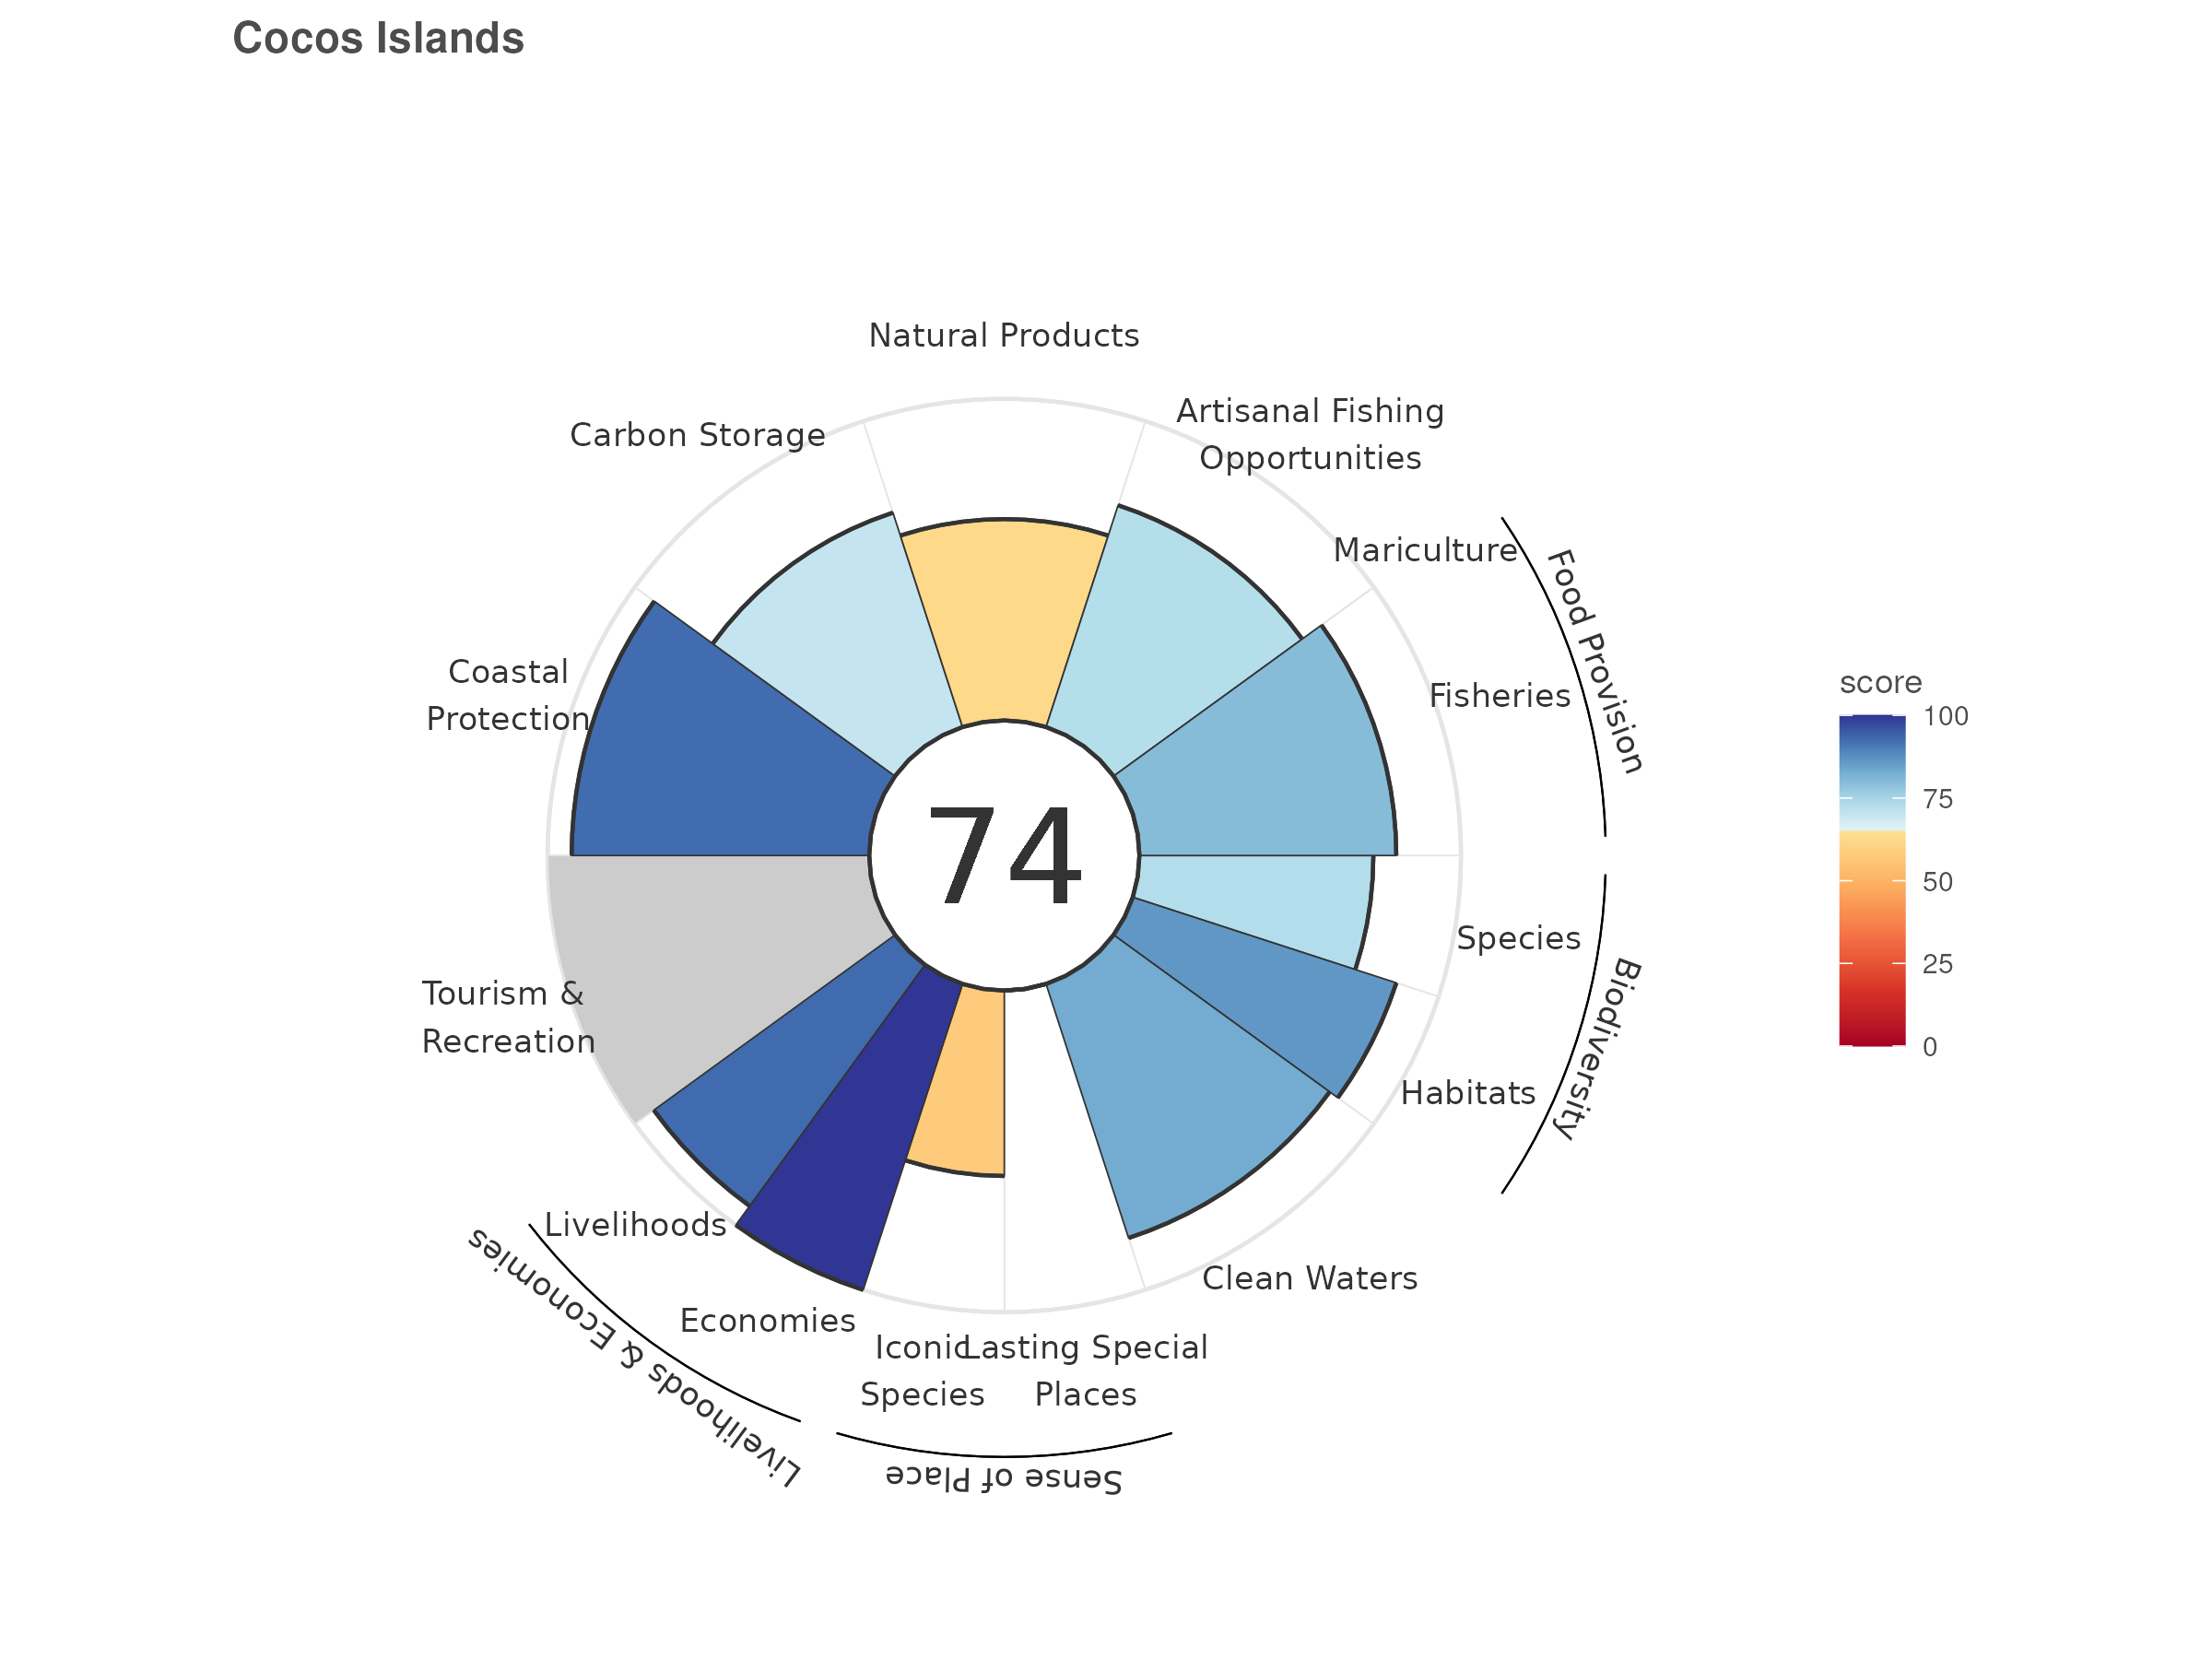 Cocos Islands
Natural Products
Artisanal Fishing
Opportunities
Carbon Storage
Mariculture
Food Provision
Fisheries
Coastal
Protection
score
100
75
50
25
0
74
Species
Biodiversity
Habitats
Tourism &
Recreation
Livelihoods
Livelihoods & Economies
Economies
Clean Waters
Iconic
Species
Lasting Special
Places
Sense of Place